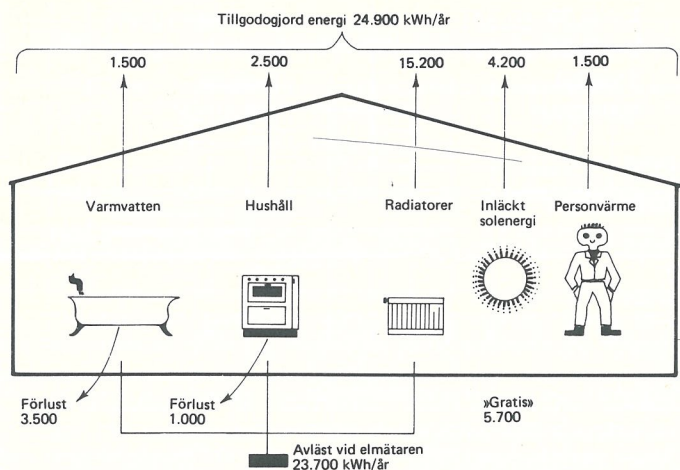 Tillgodogjord energi 24.900 kWh/år
1.500 2.500 15.200 4.200 1.500
Varmvatten Hushåll Radiatorer Inläckt Personvärme
solenergi
Förlust Förlust »Gratis»
3.500 1.000 5.700
Avläst vid elmätaren
23.700 kWh/år